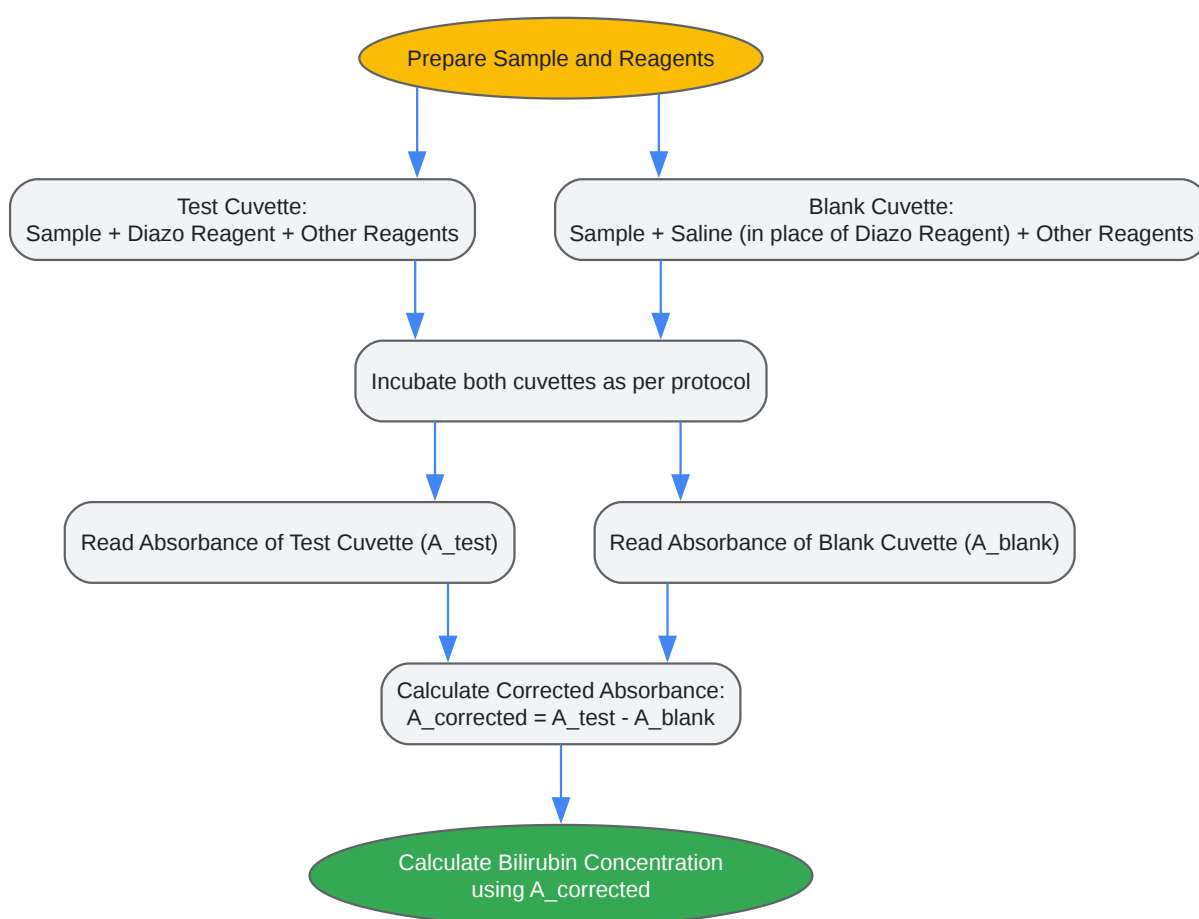 Prepare Sample and Reagents
Test Cuvette:
Sample + Diazo Reagent + Other Reagents
Blank Cuvette:
Sample + Saline (in place of Diazo Reagent) + Other Reagents
Incubate both cuvettes as per protocol
Read Absorbance of Test Cuvette (A_test)
Read Absorbance of Blank Cuvette (A_blank)
Calculate Corrected Absorbance:
A_corrected = A_test - A_blank
Calculate Bilirubin Concentration
using A_corrected